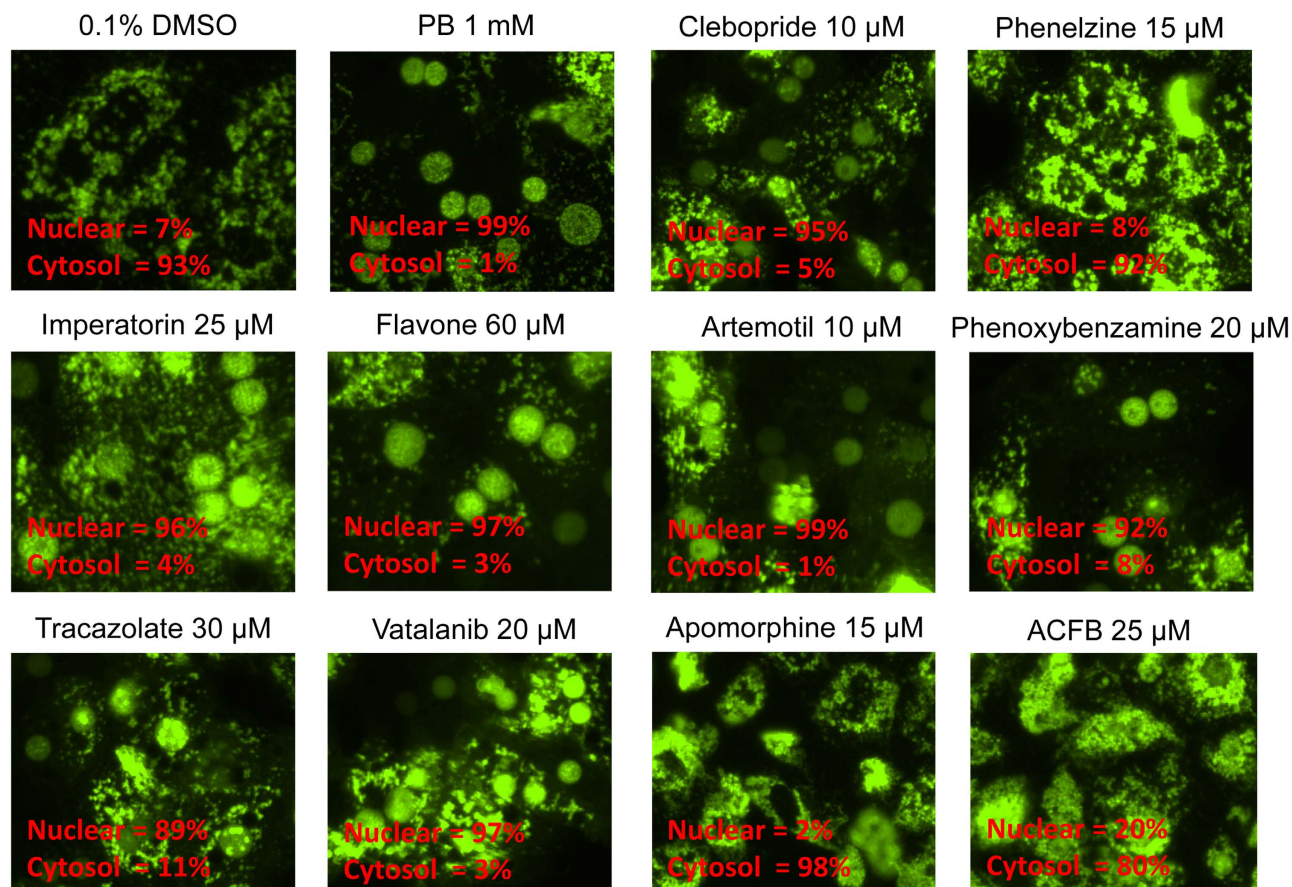 0.1% DMSO
Nuclear = 7%
Cytosol = 93%
PB 1 mM
Nuclear = 99%
Cytosol = 1%
Clebopride 10 µM
Nuclear = 95%
Cytosol = 5%
Phenelzine 15 µM
Nuclear = 8%
Cytosol = 92%
Imperatorin 25 µM
Nuclear = 96%
Cytosol = 4%
Flavone 60 µM
Nuclear = 97%
Cytosol = 3%
Artemotil 10 µM
Nuclear = 99%
Cytosol = 1%
Phenoxybenzamine 20 µM
Nuclear = 92%
Cytosol = 8%
Tracazolate 30 µM
Nuclear = 89%
Cytosol = 11%
Vatalanib 20 µM
Nuclear = 97%
Cytosol = 3%
Apomorphine 15 µM
Nuclear = 2%
Cytosol = 98%
ACFB 25 µM
Nuclear = 20%
Cytosol = 80%